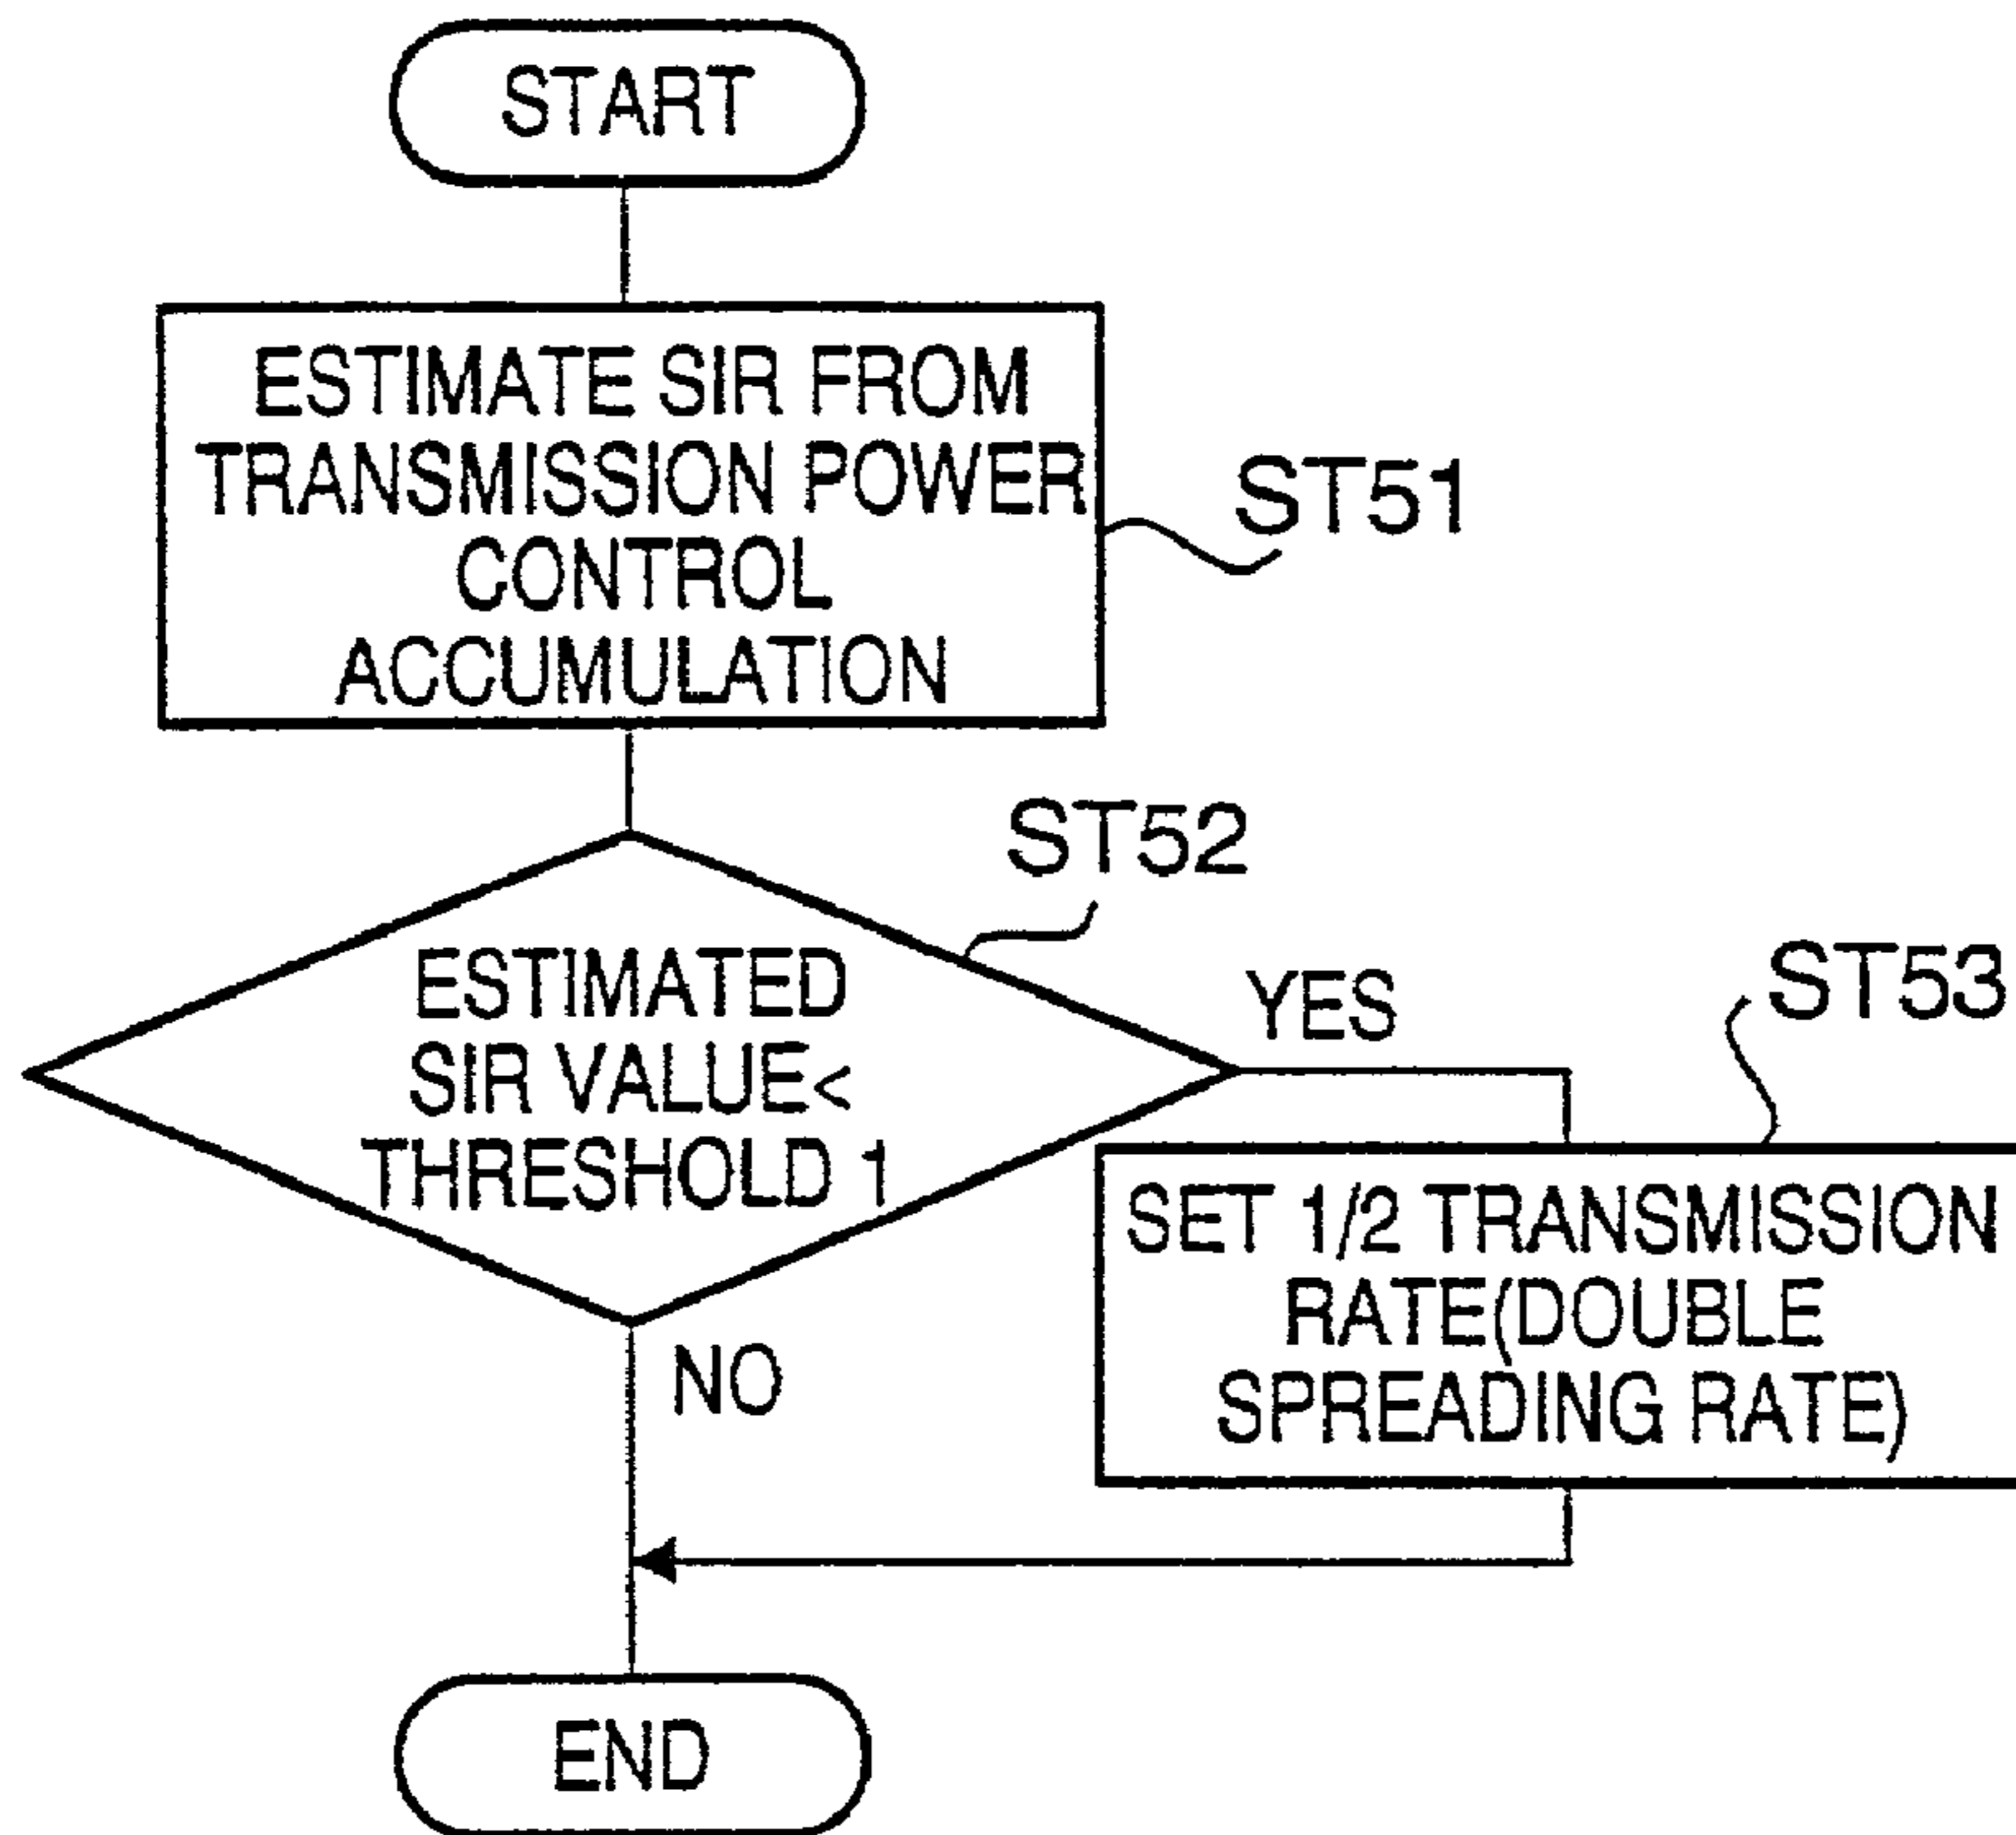 START
ESTIMATE SIR FROM
TRANSMISSION POWER
CONTROL
ACCUMULATION
ST51
ST52
ESTIMATED
SIR VALUE<
THRESHOLD 1
YES
ST53
SET 1/2 TRANSMISSION
RATE(DOUBLE
SPREADING RATE)
NO
END